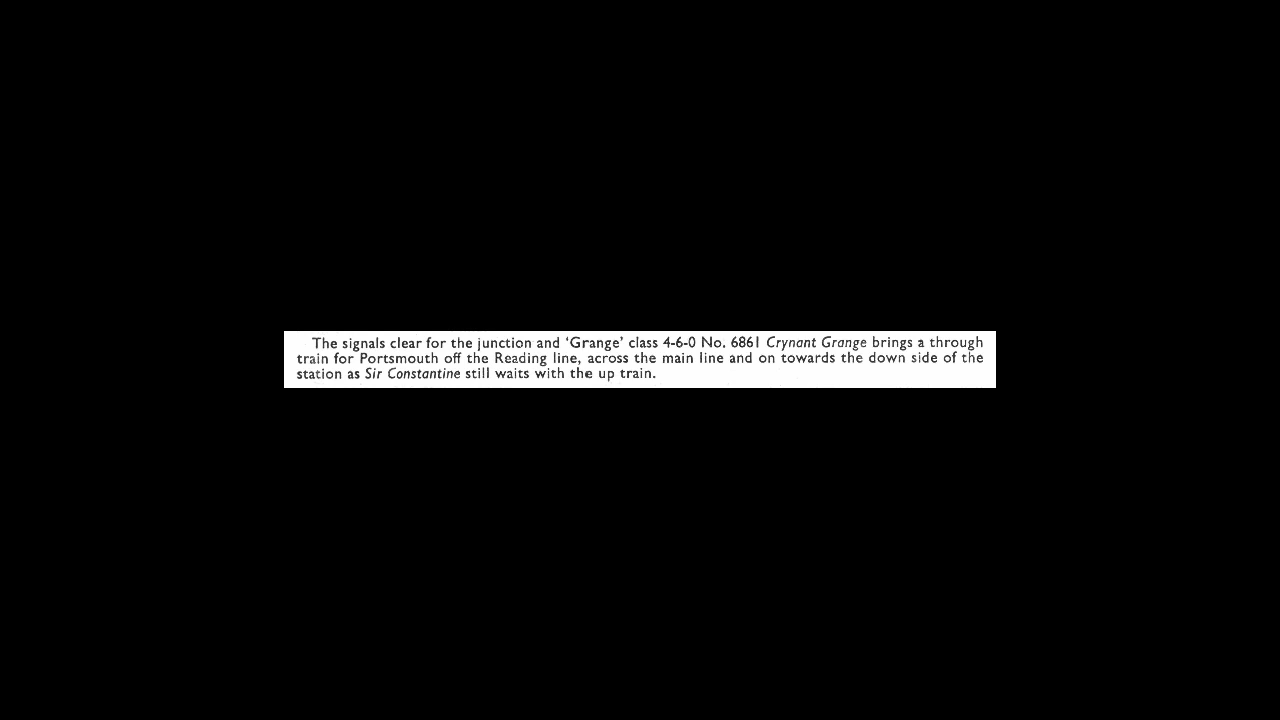 The signals clear for the junction and ‘Grange’ class 4-6-0 No. 6861 Crynant Grange brings a through
train for Portsmouth off the Reading line, across the main line and on towards the down side of the
station as Sir Constantine still waits with the up train.